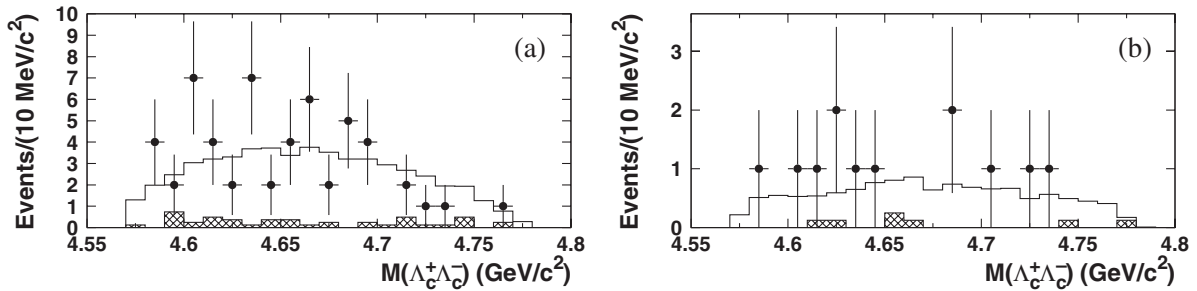 Events/(10 MeV/c²)
10
9
8
7
6
5
4
3
2
1
0
(a)
4.55 4.6 4.65 4.7 4.75 4.8
M(Λc⁺Λc⁻) (GeV/c²)
Events/(10 MeV/c²)
3
2
1
0
(b)
4.55 4.6 4.65 4.7 4.75 4.8
M(Λc⁺Λc⁻) (GeV/c²)